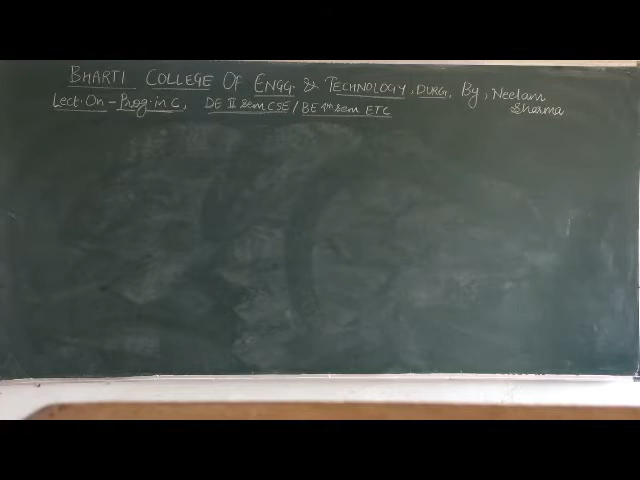 BHARTI COLLEGE OF ENGG. & TECHNOLOGY, DURG, By, Neelam Sharma
Lect. On - Prog. in C, DE II sem CSE / BE 4th sem ETC